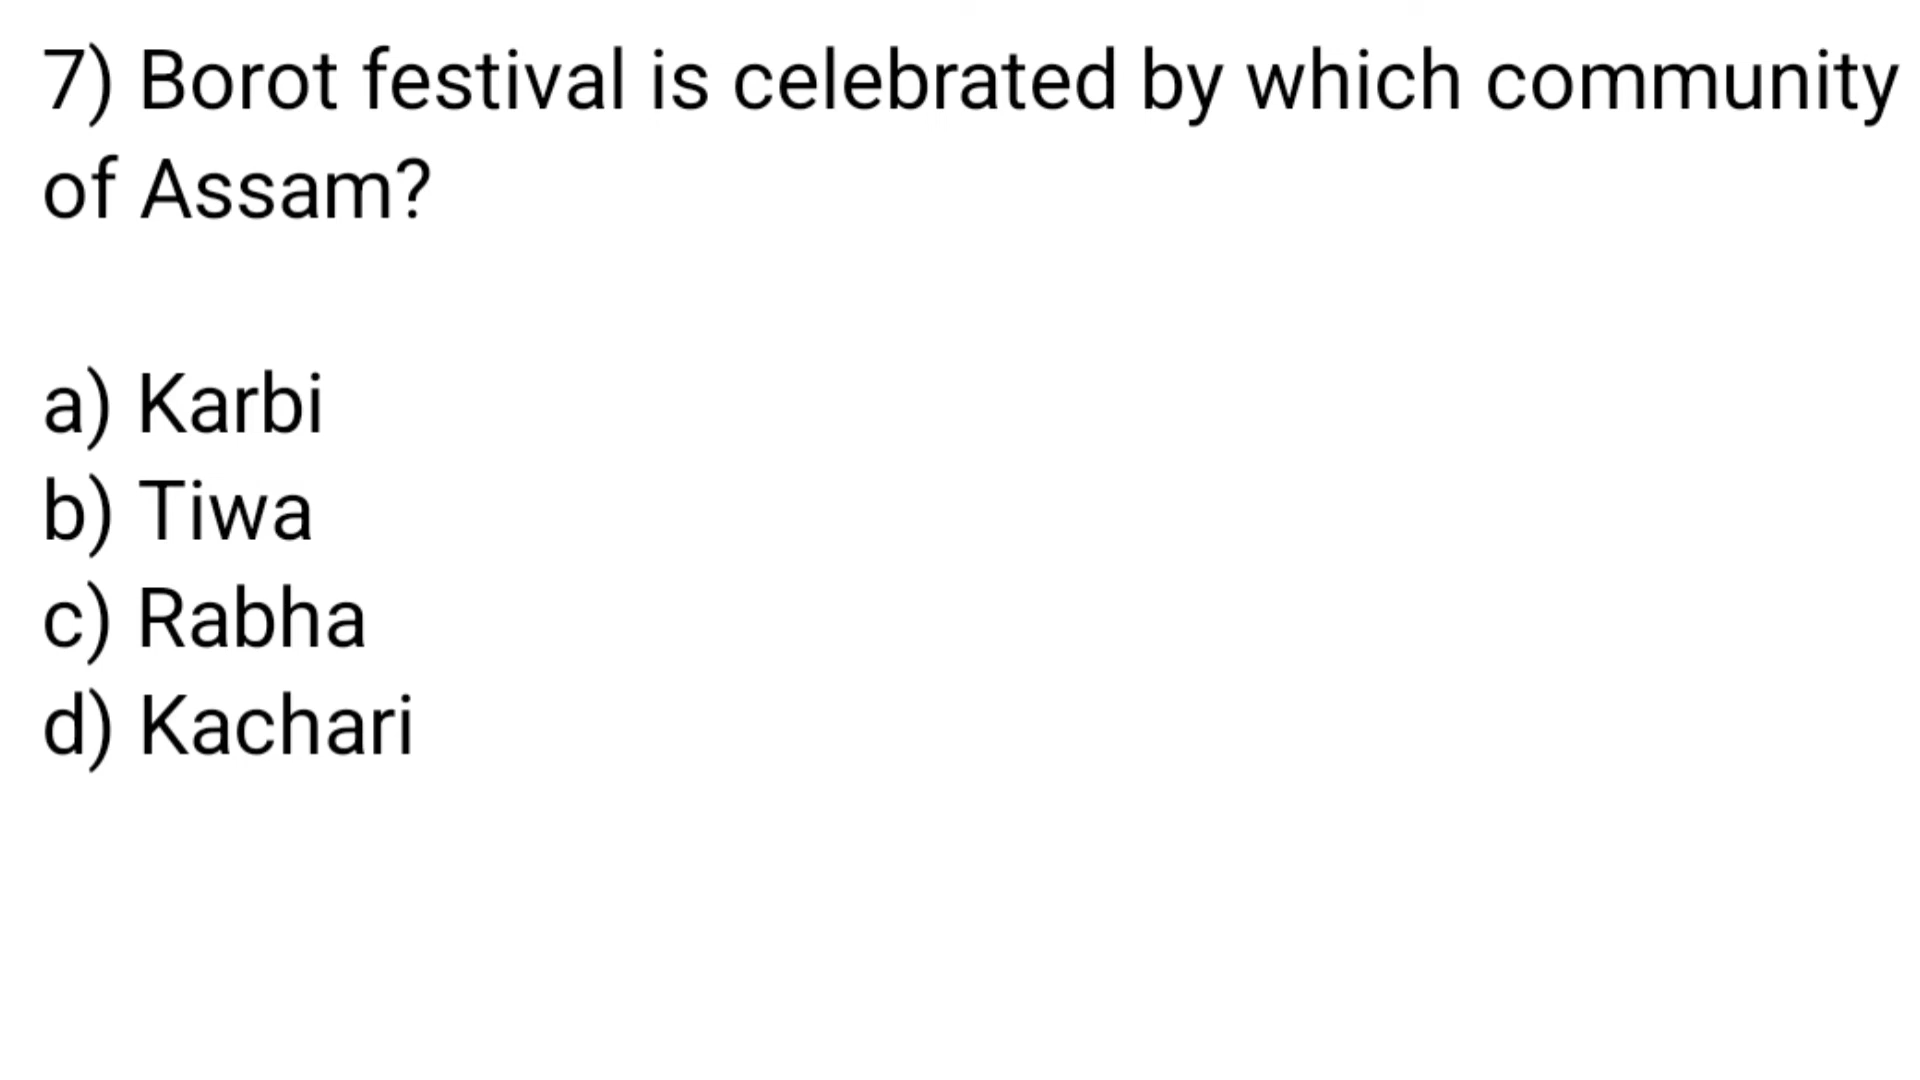 7) Borot festival is celebrated by which community
of Assam?
a) Karbi
b) Tiwa
c) Rabha
d) Kachari